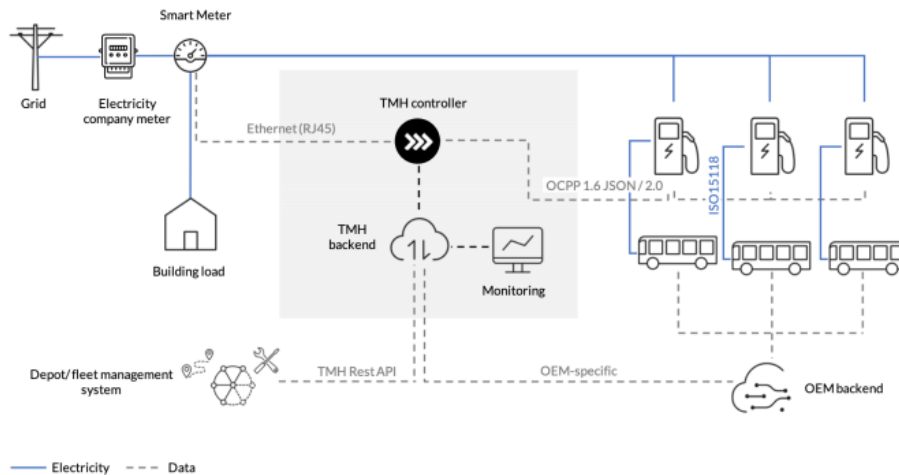 Smart Meter
Grid
Electricity
company meter
TMH controller
Ethernet (RJ45)
OCPP 1.6 JSON / 2.0
ISO15118
TMH
backend
Building load
Monitoring
Depot/fleet management
system
TMH Rest API
OEM-specific
OEM backend
Electricity
Data